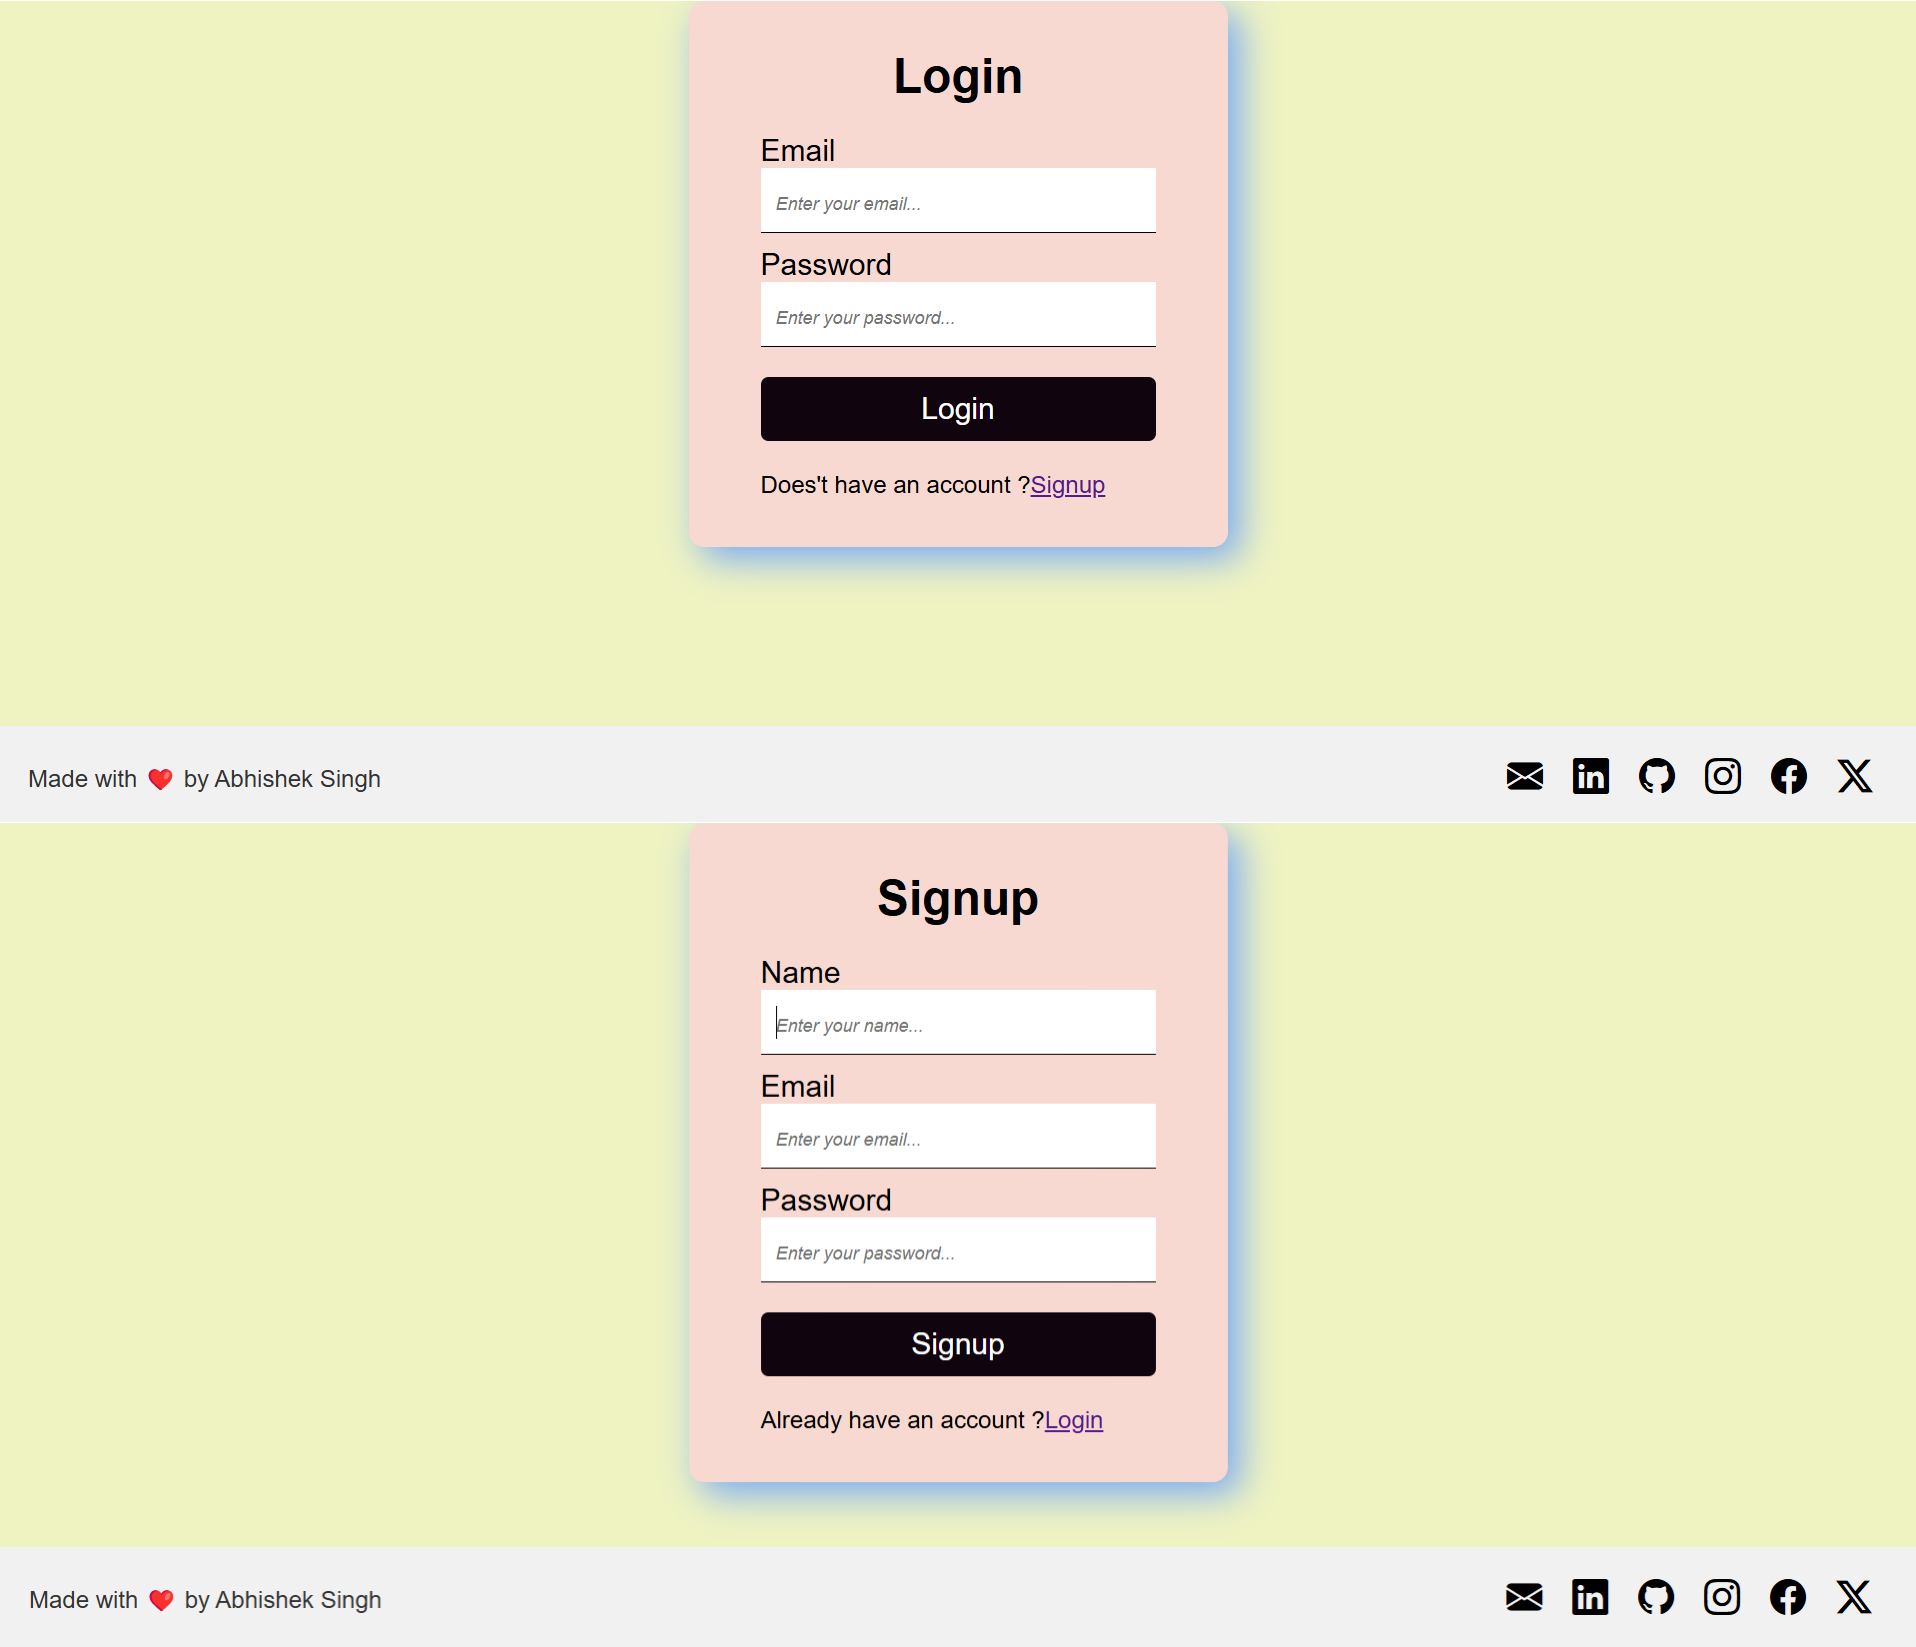 Login
Email
Enter your email...
Password
Enter your password...
Login
Does't have an account ?Signup
Made with ❤️ by Abhishek Singh
Signup
Name
Enter your name...
Email
Enter your email...
Password
Enter your password...
Signup
Already have an account ?Login
Made with ❤️ by Abhishek Singh